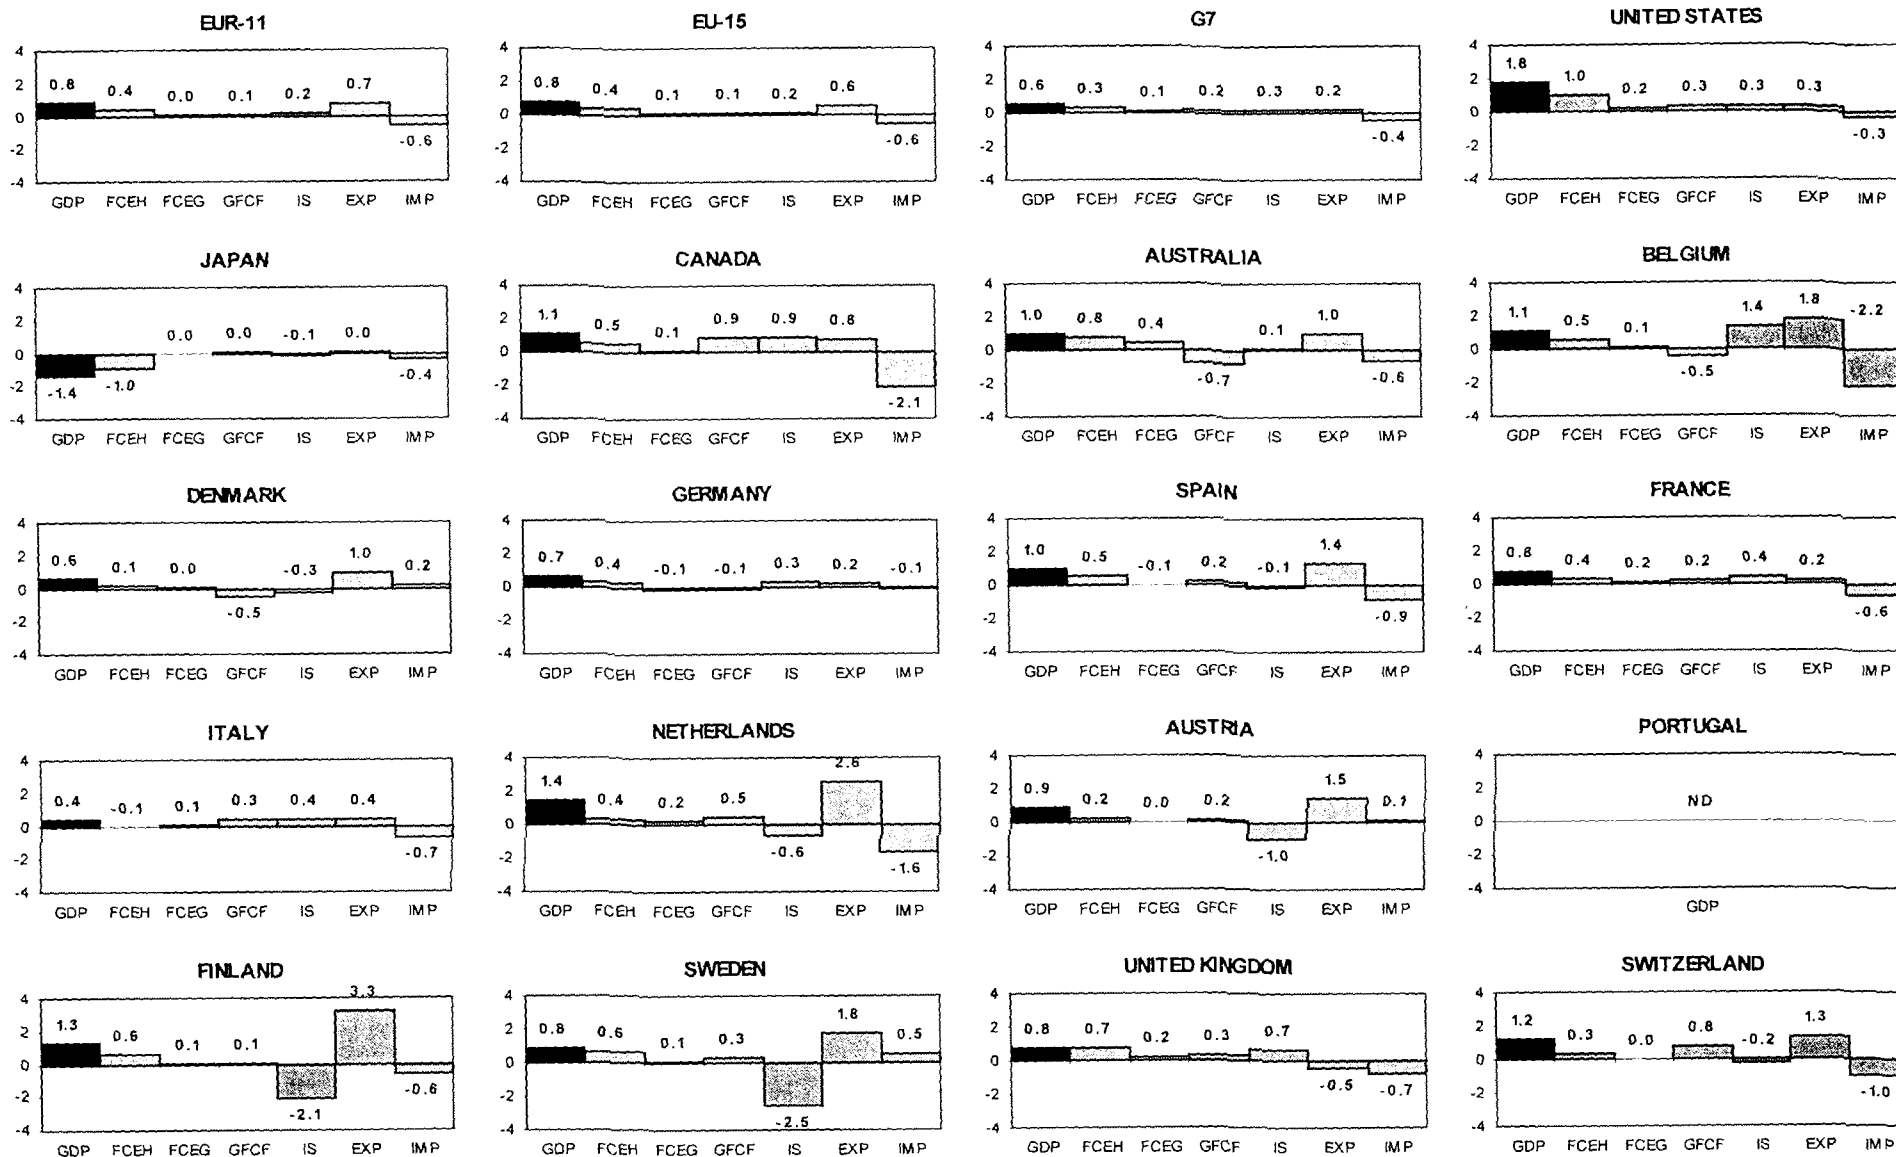 EUR-11 EU-15 G7 UNITED STATES
4 4 4 4
0.8 0.4 0.0 0.1 0.2 0.7 0.8 0.4 0.1 0.1 0.2 0.6 0.6 0.3 0.1 0.2 0.3 0.2 1.8 1.0 0.2 0.3 0.3 0.3
2 2 2 2
0 0 0 0
-0.6 -0.6 -0.4 -0.3
-2 -2 -2 -2
-4 -4 -4 -4
GDP FCEH FCEG GFCF IS EXP IMP GDP FCEH FCEG GFCF IS EXP IMP GDP FCEH FCEG GFCF IS EXP IMP GDP FCEH FCEG GFCF IS EXP IMP
JAPAN CANADA AUSTRALIA BELGIUM
4 4 4 4
0.0 0.0 -0.1 0.0 1.1 0.5 0.1 0.9 0.9 0.8 1.0 0.8 0.4 0.1 1.0 1.1 0.5 0.1 1.4 1.8 -2.2
2 2 2 2
0 0 0 0
-1.4 -1.0 -0.4 -2.1 -0.7 -0.6 -0.5
-2 -2 -2 -2
-4 -4 -4 -4
GDP FCEH FCEG GFCF IS EXP IMP GDP FCEH FCEG GFCF IS EXP IMP GDP FCEH FCEG GFCF IS EXP IMP GDP FCEH FCEG GFCF IS EXP IMP
DENMARK GERMANY SPAIN FRANCE
4 4 4 4
0.6 0.1 0.0 -0.3 1.0 0.2 0.7 0.4 -0.1 -0.1 0.3 0.2 -0.1 1.0 0.5 -0.1 0.2 -0.1 1.4 0.8 0.4 0.2 0.2 0.4 0.2
2 2 2 2
0 0 0 0
-0.5 -0.9 -0.6
-2 -2 -2 -2
-4 -4 -4 -4
GDP FCEH FCEG GFCF IS EXP IMP GDP FCEH FCEG GFCF IS EXP IMP GDP FCEH FCEG GFCF IS EXP IMP GDP FCEH FCEG GFCF IS EXP IMP
ITALY NETHERLANDS AUSTRIA PORTUGAL
4 4 4 4
0.4 -0.1 0.1 0.3 0.4 0.4 1.4 0.4 0.2 0.5 2.6 0.9 0.2 0.0 0.2 1.5 0.1 ND
2 2 2 2
0 0 0 0
-0.7 -0.6 -1.6 -1.0
-2 -2 -2 -2
-4 -4 -4 -4
GDP FCEH FCEG GFCF IS EXP IMP GDP FCEH FCEG GFCF IS EXP IMP GDP FCEH FCEG GFCF IS EXP IMP GDP
FINLAND SWEDEN UNITED KINGDOM SWITZERLAND
4 4 4 4
1.3 0.6 0.1 0.1 3.3 0.8 0.6 0.1 0.3 1.8 0.5 0.8 0.7 0.2 0.3 0.7 1.2 0.3 0.0 0.8 -0.2 1.3
2 2 2 2
0 0 0 0
-2.1 -0.6 -2.5 -0.5 -0.7 -1.0
-2 -2 -2 -2
-4 -4 -4 -4
GDP FCEH FCEG GFCF IS EXP IMP GDP FCEH FCEG GFCF IS EXP IMP GDP FCEH FCEG GFCF IS EXP IMP GDP FCEH FCEG GFCF IS EXP IMP